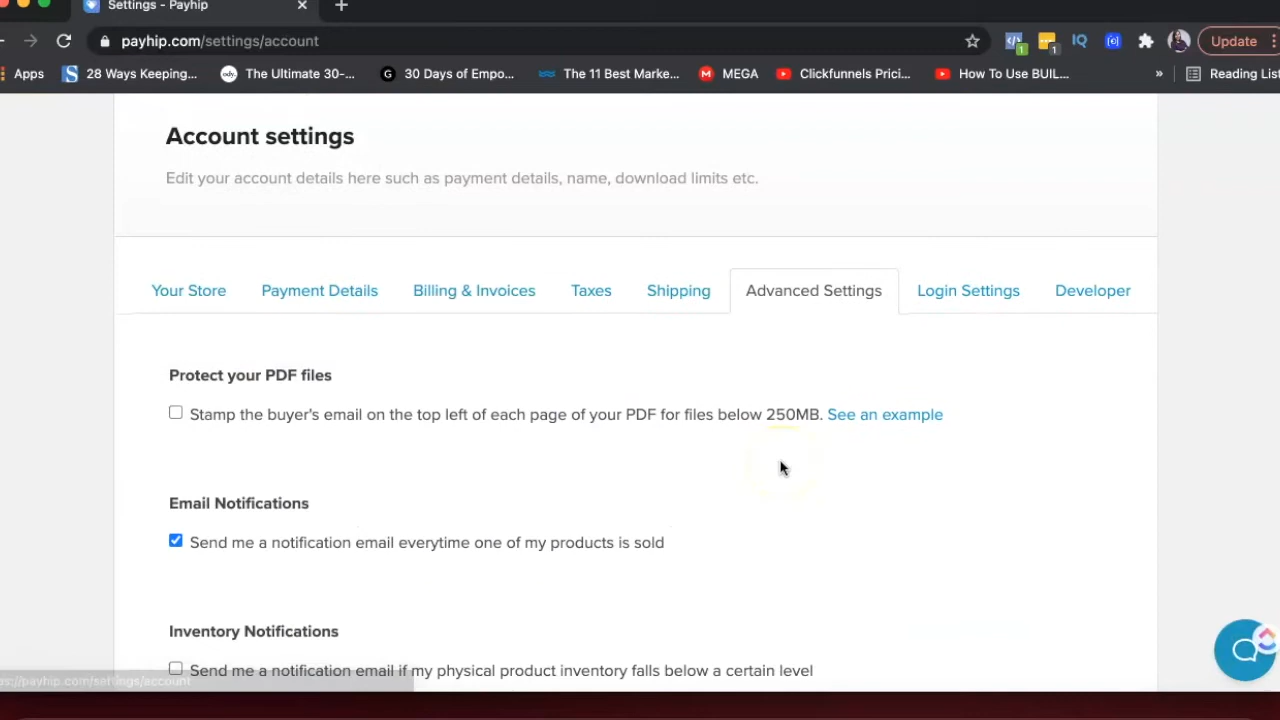 Settings - Payhip
payhip.com/settings/account
Update
Apps
28 Ways Keeping...
ody.
The Ultimate 30-...
G
30 Days of Empo...
The 11 Best Marke...
MEGA
Clickfunnels Prici...
How To Use BUIL...
»
Reading List
Account settings
Edit your account details here such as payment details, name, download limits etc.
Your Store
Payment Details
Billing & Invoices
Taxes
Shipping
Advanced Settings
Login Settings
Developer
Protect your PDF files
Stamp the buyer's email on the top left of each page of your PDF for files below 250MB. See an example
Email Notifications
Send me a notification email everytime one of my products is sold
Inventory Notifications
Send me a notification email if my physical product inventory falls below a certain level
s://payhip.com/settings/account